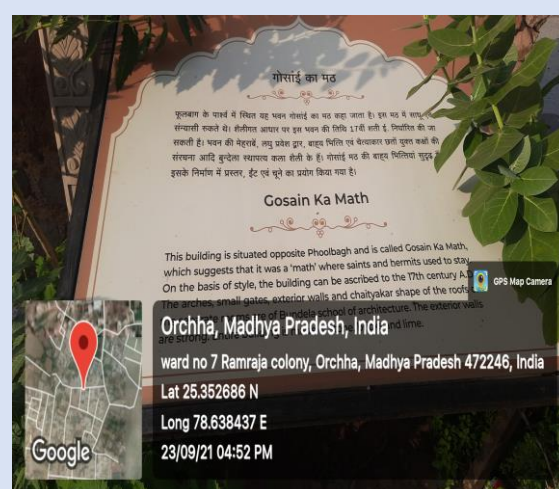 गोसांई का मठ
फूलबाग के पार्श्व में स्थित यह भवन गोसांई का मठ कहा जाता है। इस मठ में साधू
संन्यासी रूकते थे। शैलीगत आधार पर इस भवन की तिथि 17वीं शती ई. निर्धारित की जा
सकती है। भवन की मेहराबें, लघु प्रवेश द्वार, बाह्य भित्ति एवं चैत्याकार छतों युक्त कक्षों की
संरचना आदि बुन्देला स्थापत्य कला शैली के हैं। गोसांई मठ की बाह्य भित्तियां सुदृढ़
इसके निर्माण में प्रस्तर, ईंट एवं चूने का प्रयोग किया गया है।
Gosain Ka Math
This building is situated opposite Phoolbagh and is called Gosain Ka Math,
which suggests that it was a 'math' where saints and hermits used to stay.
On the basis of style, the building can be ascribed to the 17th century A.D.
The arches, small gates, exterior walls and chaityakar shape of the roofs
are of Bundela school of architecture. The exterior walls
are strong. and lime.
GPS Map Camera
Google
Orchha, Madhya Pradesh, India
ward no 7 Ramraja colony, Orchha, Madhya Pradesh 472246, India
Lat 25.352686 N
Long 78.638437 E
23/09/21 04:52 PM